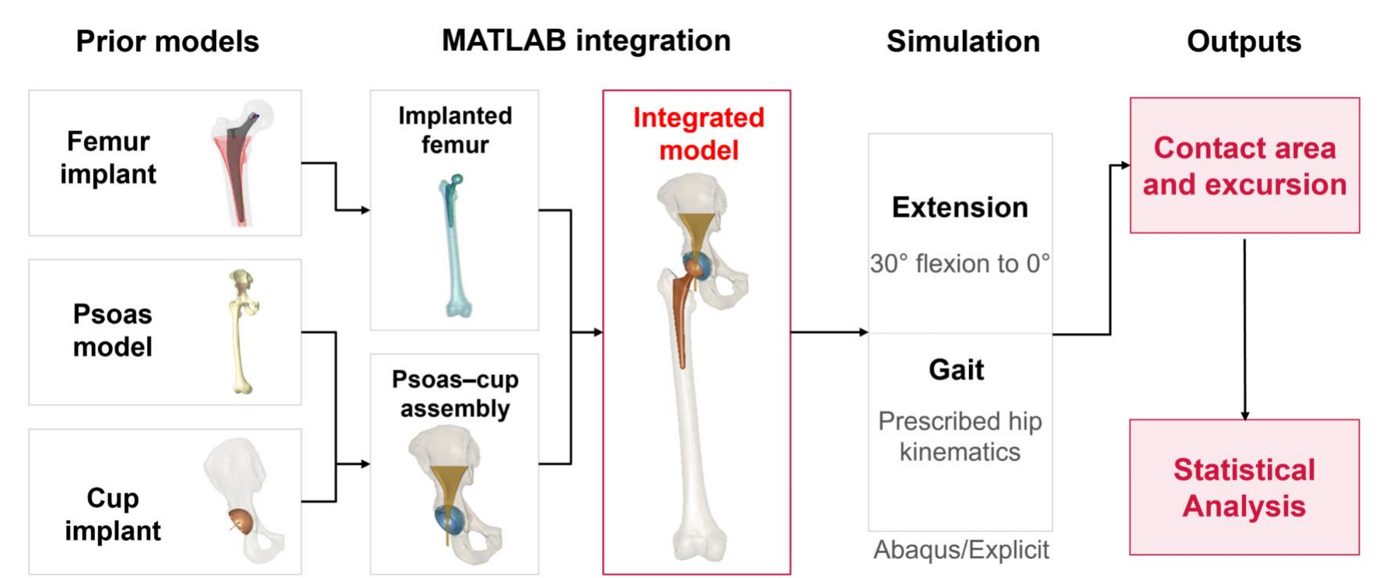 Prior models
MATLAB integration
Simulation
Outputs
Femur
implant
Psoas
model
Cup
implant
Implanted
femur
Psoas–cup
assembly
Integrated
model
Extension
30° flexion to 0°
Gait
Prescribed hip
kinematics
Abaqus/Explicit
Contact area
and excursion
Statistical
Analysis